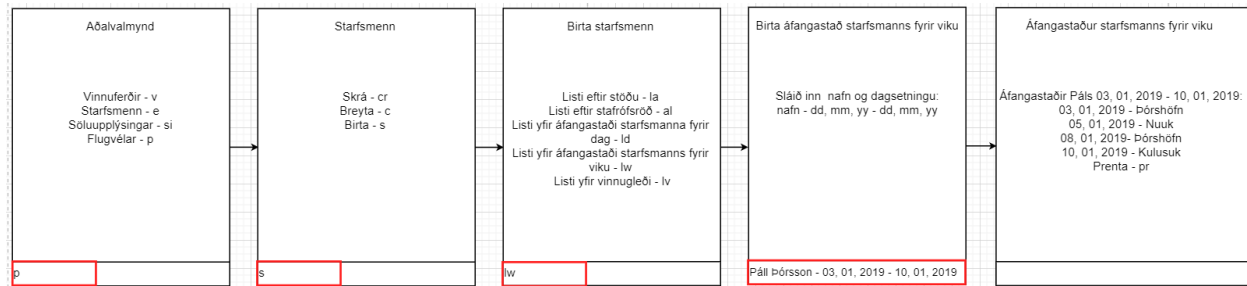 Aðalvalmynd
Vinnuferðir - v
Starfsmenn - e
Söluupplýsingar - si
Flugvélar - p
p
Starfsmenn
Skrá - cr
Breyta - c
Birta - s
s
Birta starfsmenn
Listi eftir stöðu - la
Listi eftir stafrófsröð - al
Listi yfir áfangastaði starfsmanna fyrir
dag - ld
Listi yfir áfangastaði starfsmanns fyrir
viku - lw
Listi yfir vinnugleði - lv
lw
Birta áfangastað starfsmanns fyrir viku
Sláið inn nafn og dagsetningu:
nafn - dd, mm, yy - dd, mm, yy
Páll Þórsson - 03, 01, 2019 - 10, 01, 2019
Áfangastaður starfsmanns fyrir viku
Áfangastaðir Páls 03, 01, 2019 - 10, 01, 2019:
03, 01, 2019 - Þórshöfn
05, 01, 2019 - Nuuk
08, 01, 2019- Þórshöfn
10, 01, 2019 - Kulusuk
Prenta - pr